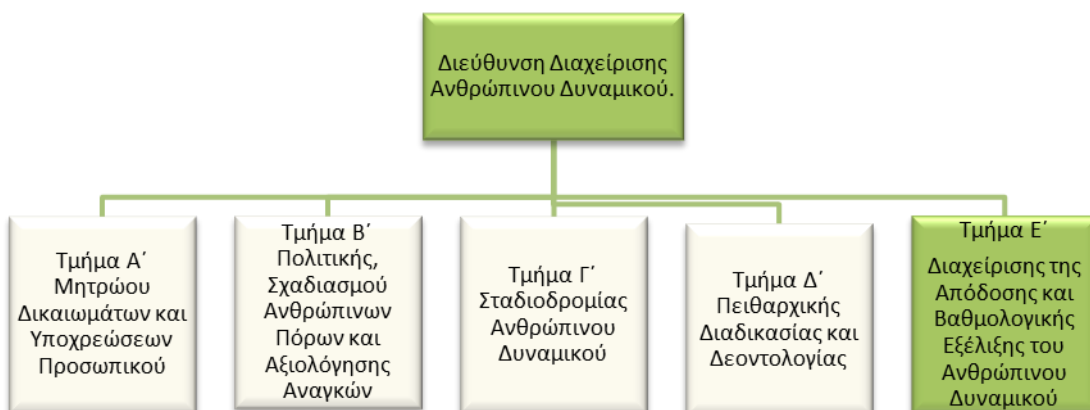 Διεύθυνση Διαχείρισης
Ανθρώπινου Δυναμικού.
Τμήμα Α΄
Μητρώου
Δικαιωμάτων και
Υποχρεώσεων
Προσωπικού
Τμήμα Β΄
Πολιτικής,
Σχαδιασμού
Ανθρώπινων
Πόρων και
Αξιολόγησης
Αναγκών
Τμήμα Γ΄
Σταδιοδρομίας
Ανθρώπινου
Δυναμικού
Τμήμα Δ΄
Πειθαρχικής
Διαδικασίας και
Δεοντολογίας
Τμήμα Ε΄
Διαχείρισης της
Απόδοσης και
Βαθμολογικής
Εξέλιξης του
Ανθρώπινου
Δυναμικού